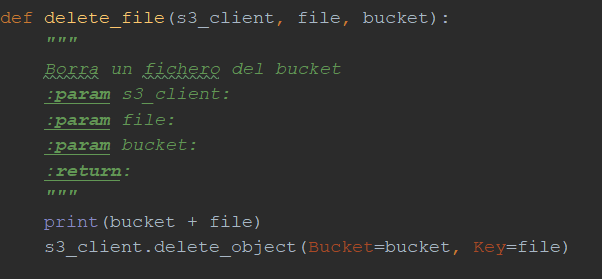 def delete_file(s3_client, file, bucket):
    """
    Borra un fichero del bucket
    :param s3_client:
    :param file:
    :param bucket:
    :return:
    """
    print(bucket + file)
    s3_client.delete_object(Bucket=bucket, Key=file)